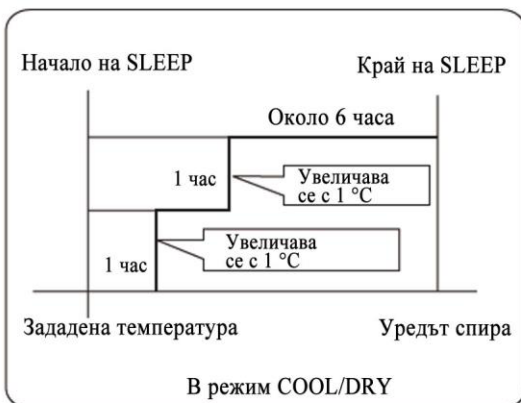 Начало на SLEEP
Край на SLEEP
Около 6 часа
1 час
Увеличава
се с 1 °C
1 час
Увеличава
се с 1 °C
Зададена температура
Уредът спира
В режим COOL/DRY